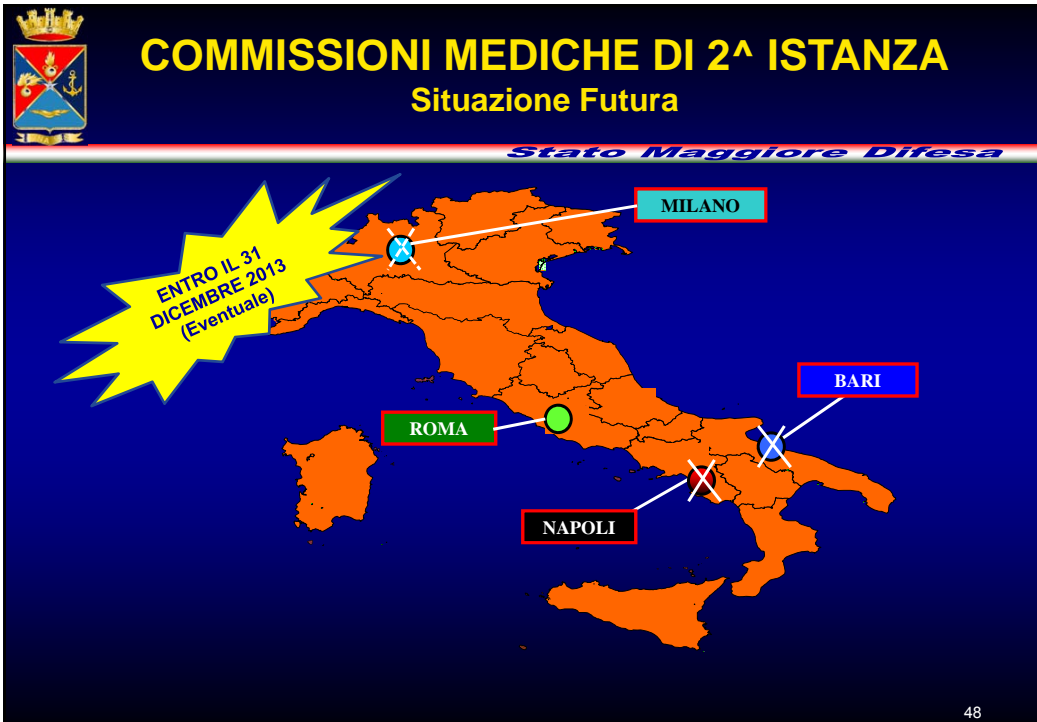 COMMISSIONI MEDICHE DI 2^ ISTANZA
Situazione Futura
Stato Maggiore Difesa
MILANO
ENTRO IL 31
DICEMBRE 2013
(Eventuale)
BARI
ROMA
NAPOLI
48